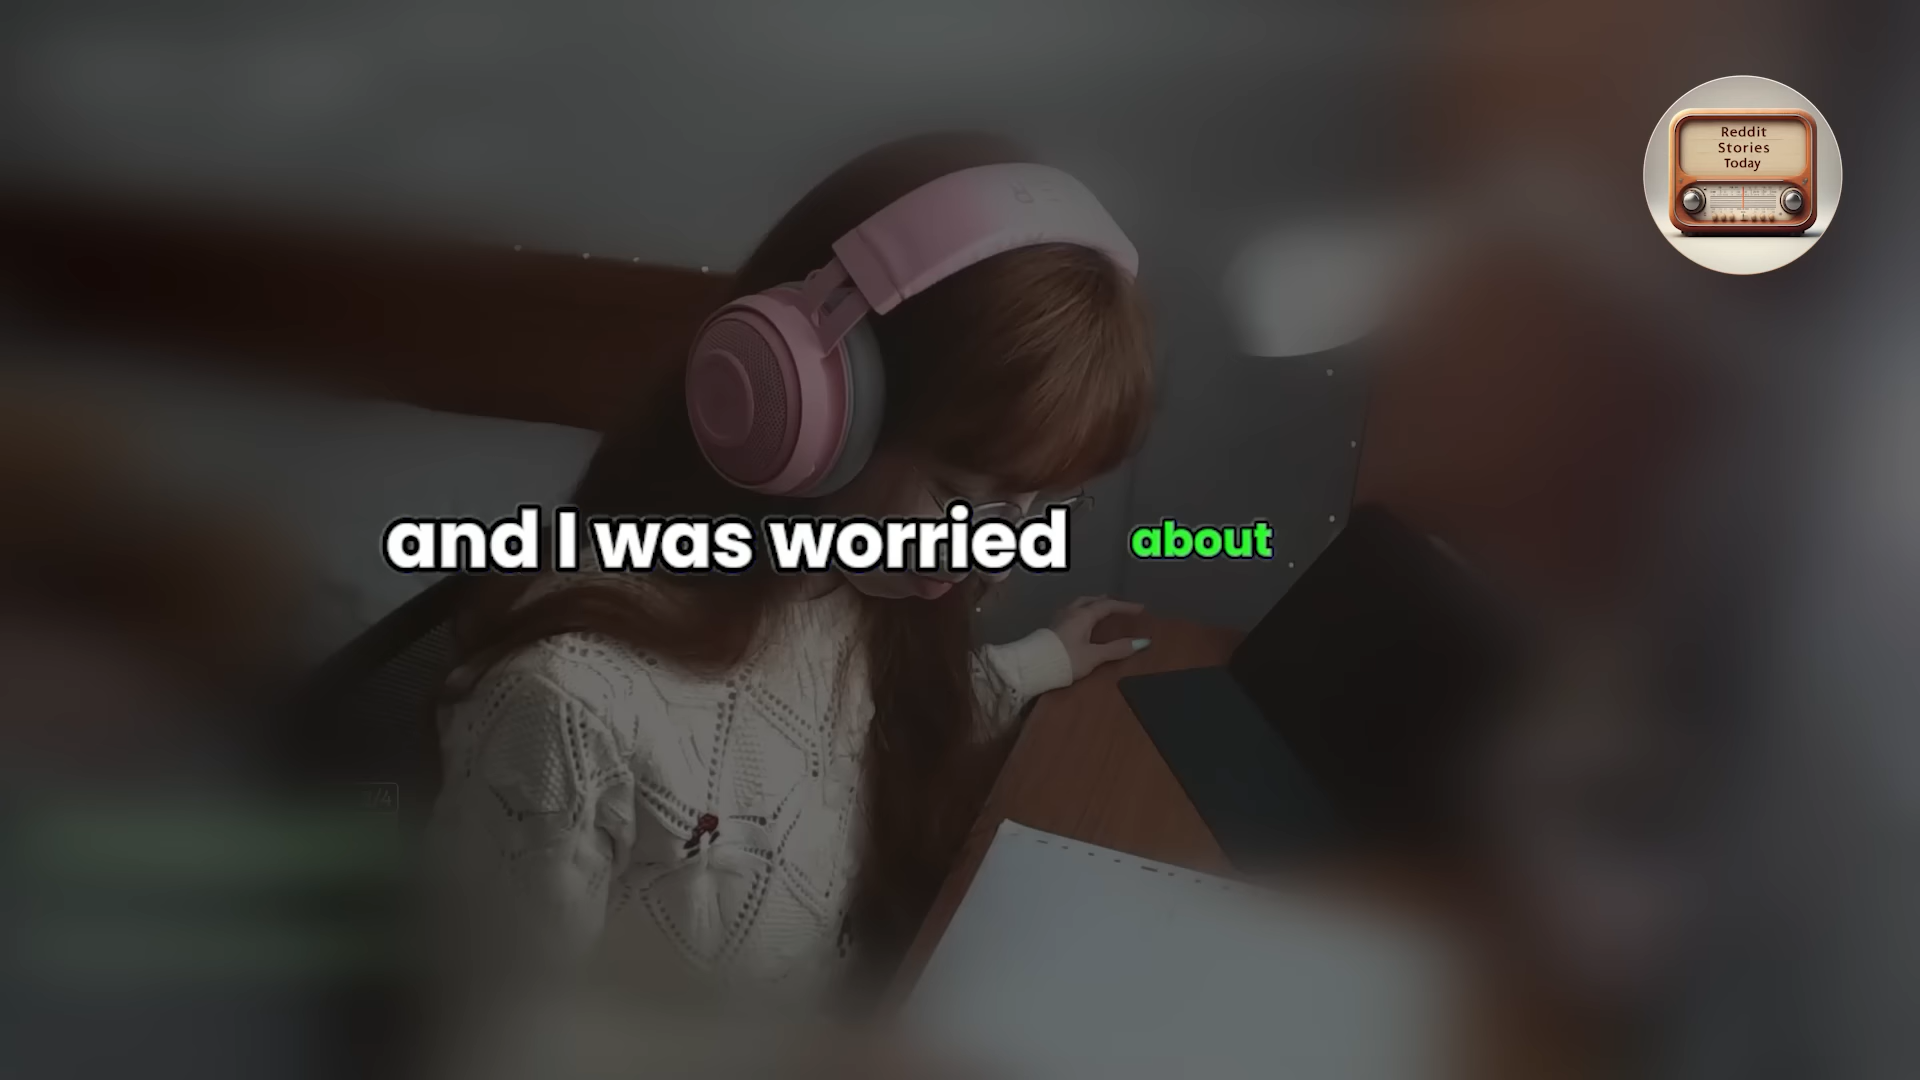 Reddit
Stories
Today
and I was worried about